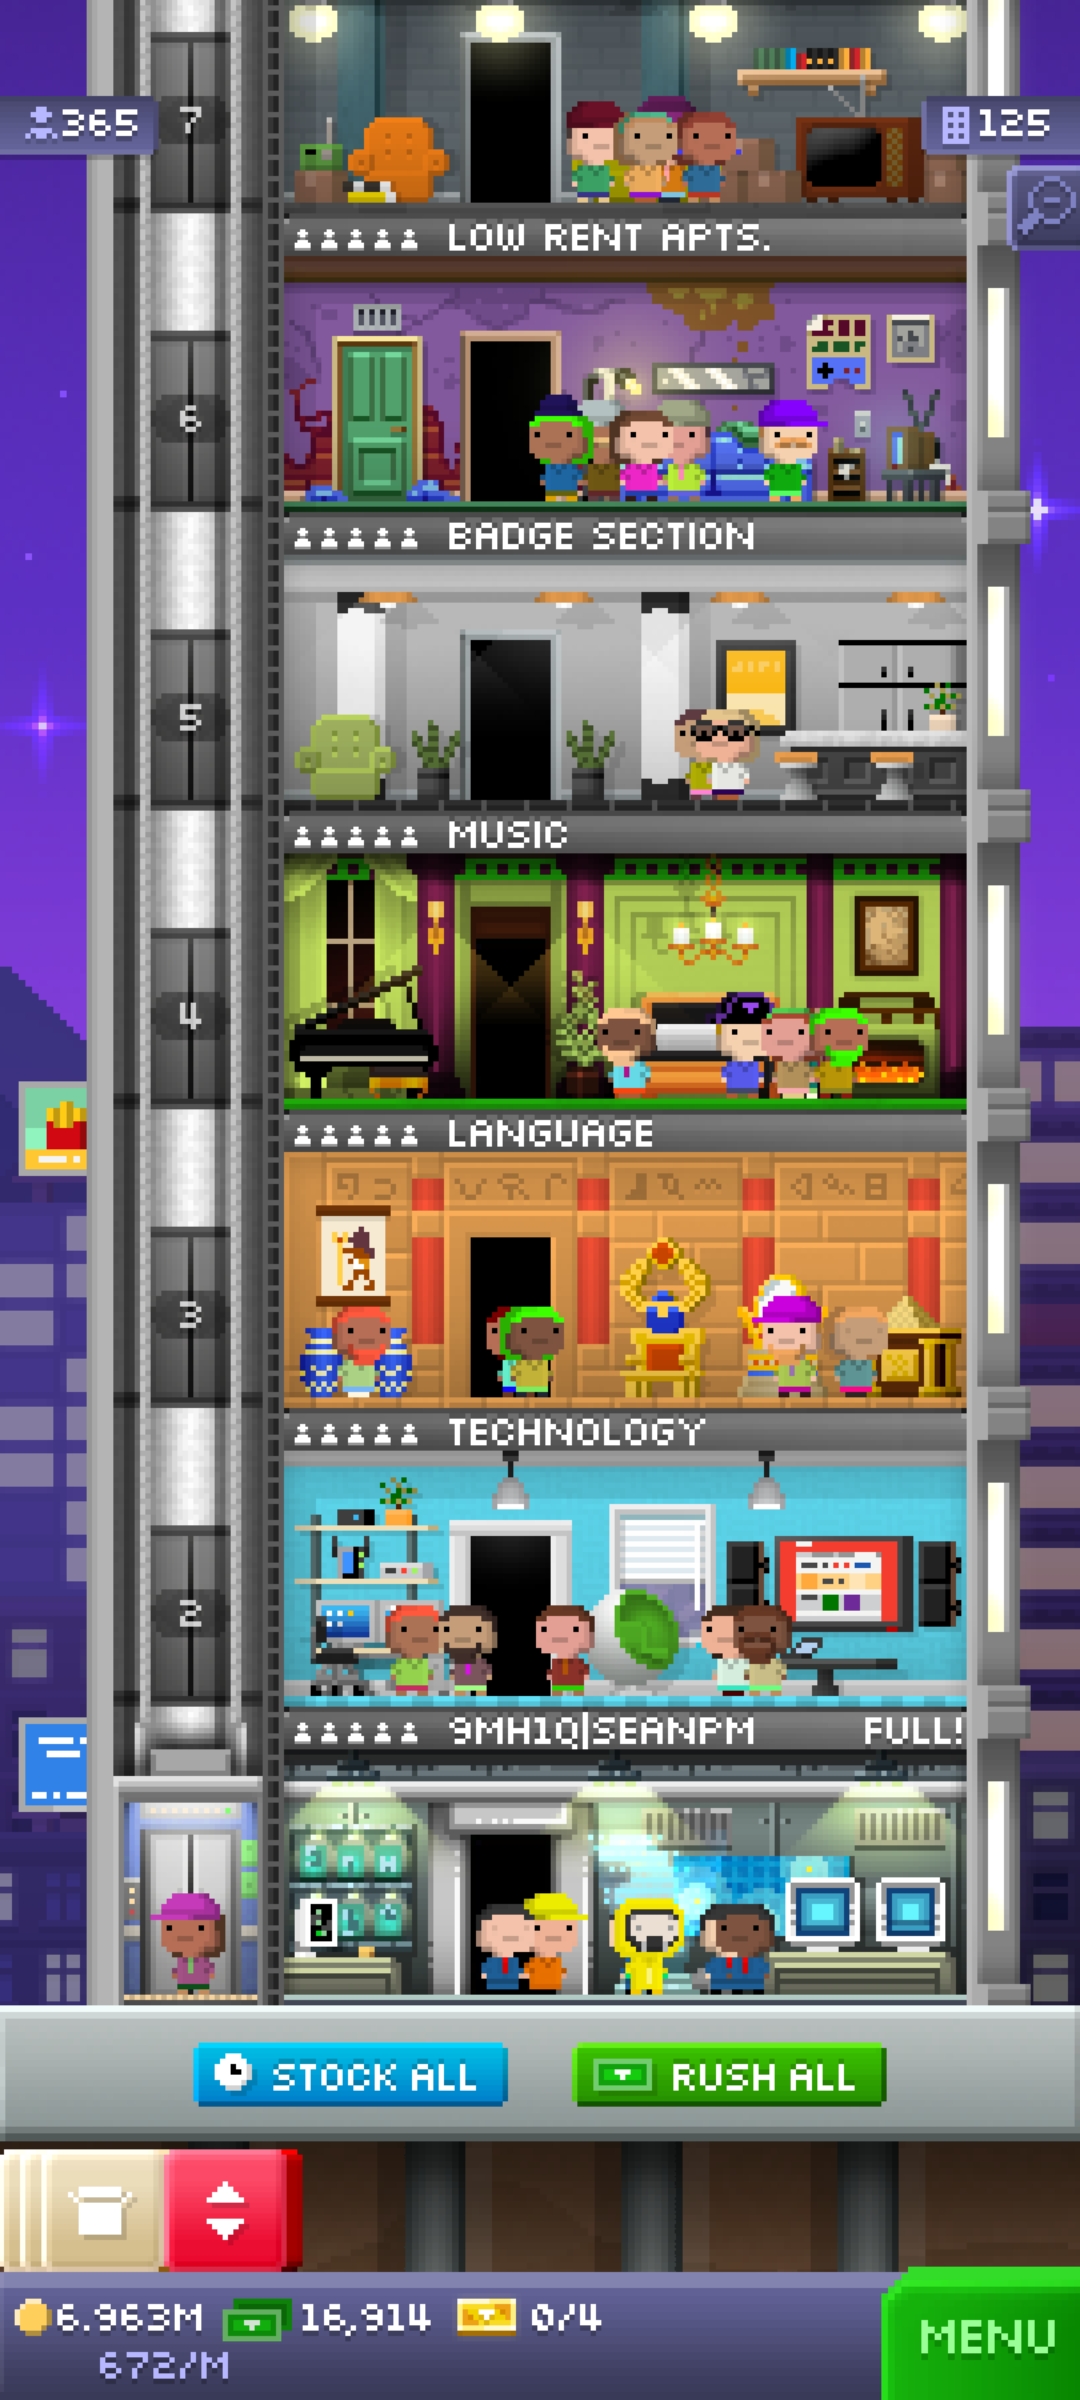 7
365
125
LOW RENT APTS.
6
BADGE SECTION
5
MUSIC
4
LANGUAGE
3
TECHNOLOGY
2
9MH1Q|SEANPM FULL!
STOCK ALL
RUSH ALL
6.963M
16,914
0/4
672/M
MENU